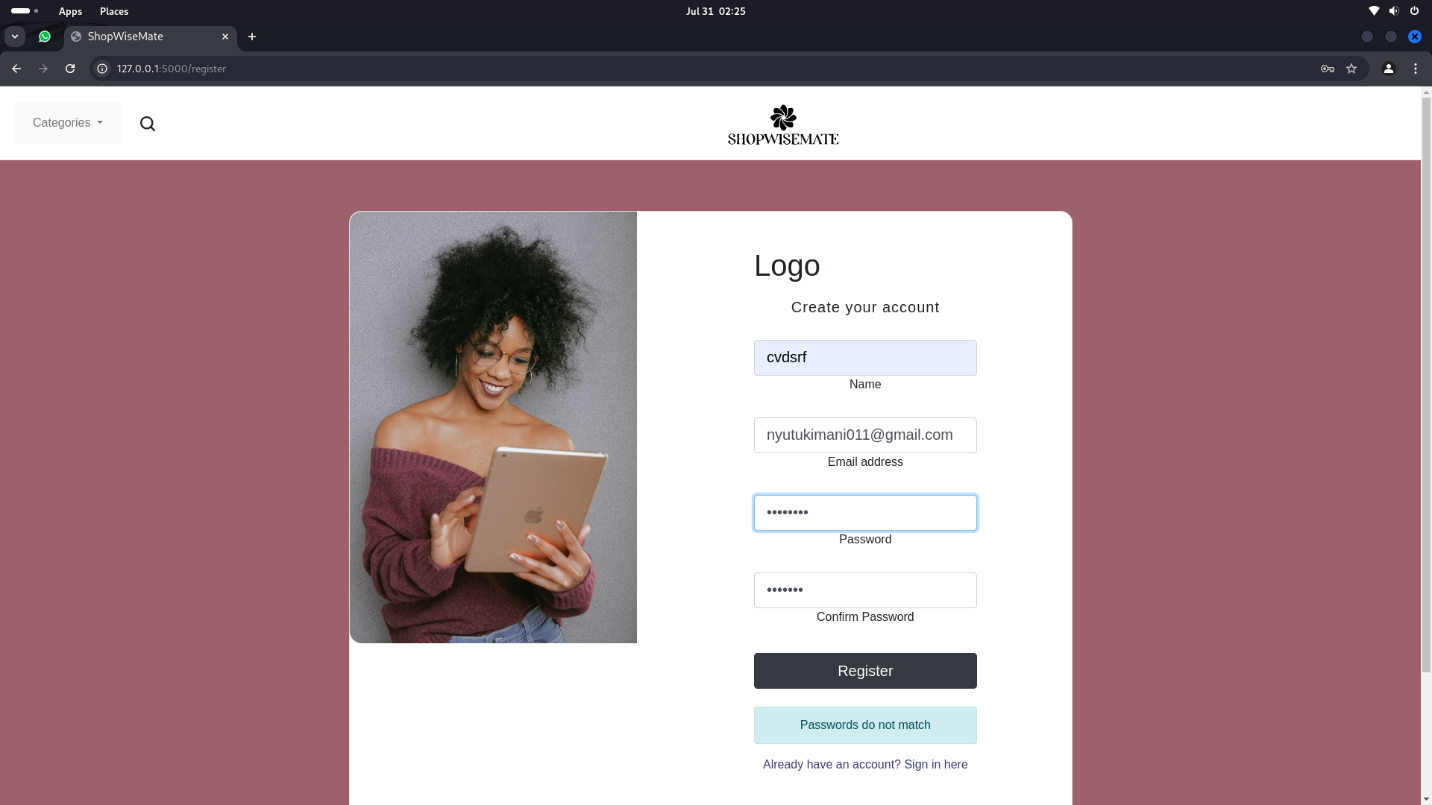 Apps Places Jul 31 02:25
ShopWiseMate
127.0.0.1:5000/register
Categories
SHOPWISEMATE
Logo
Create your account
cvdsrf
Name
nyutukimani011@gmail.com
Email address
••••••••
Password
•••••••
Confirm Password
Register
Passwords do not match
Already have an account? Sign in here